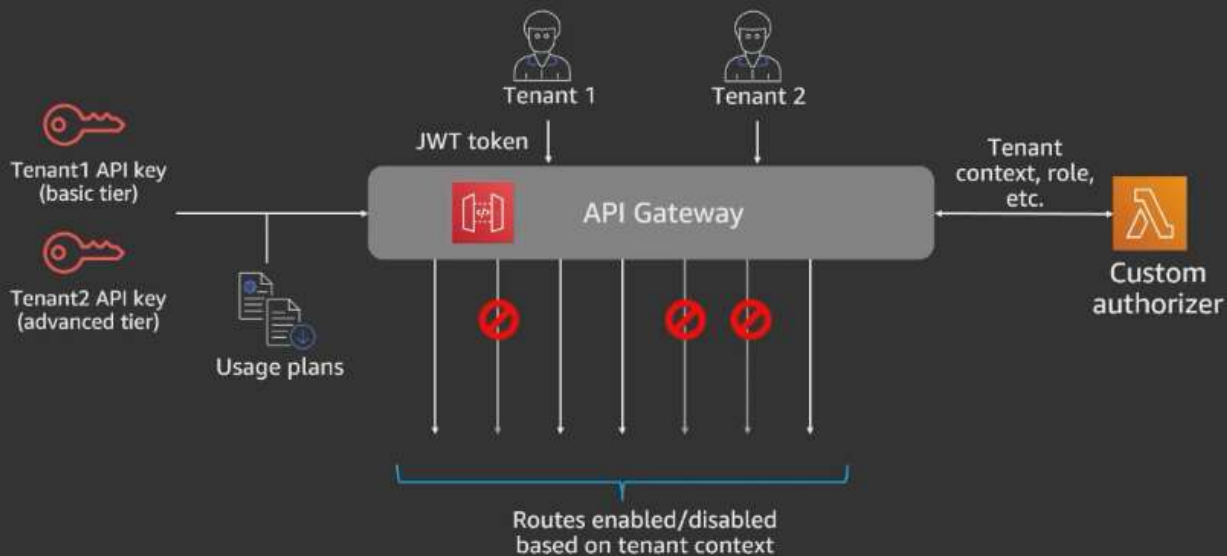 Tenant 1
Tenant 2
JWT token
Tenant1 API key
(basic tier)
Tenant2 API key
(advanced tier)
Usage plans
</>
API Gateway
Tenant
context, role,
etc.
Custom
authorizer
Routes enabled/disabled
based on tenant context